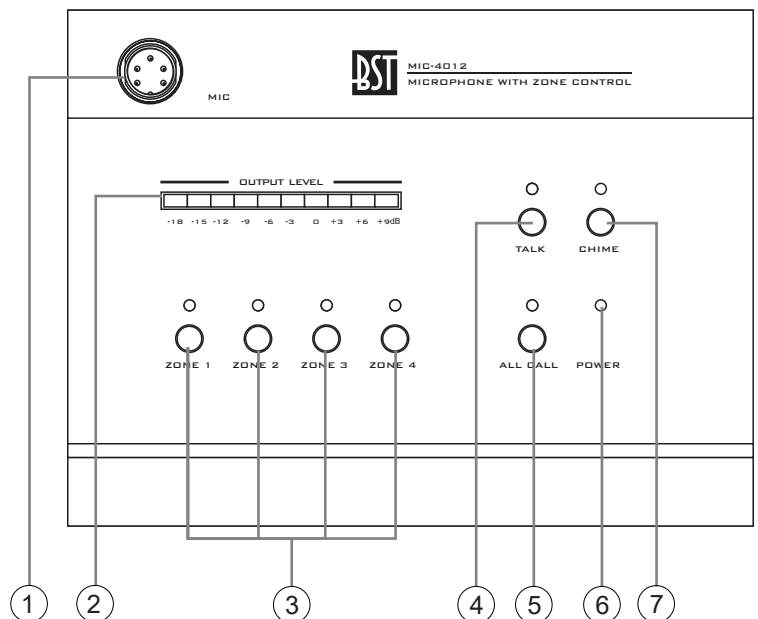 BST
MIC-4012
MICROPHONE WITH ZONE CONTROL
MIC
OUTPUT LEVEL
-18 -15 -12 -9 -6 -3 0 +3 +6 +9dB
TALK CHIME
ZONE 1 ZONE 2 ZONE 3 ZONE 4 ALL CALL POWER
1 2 3 4 5 6 7